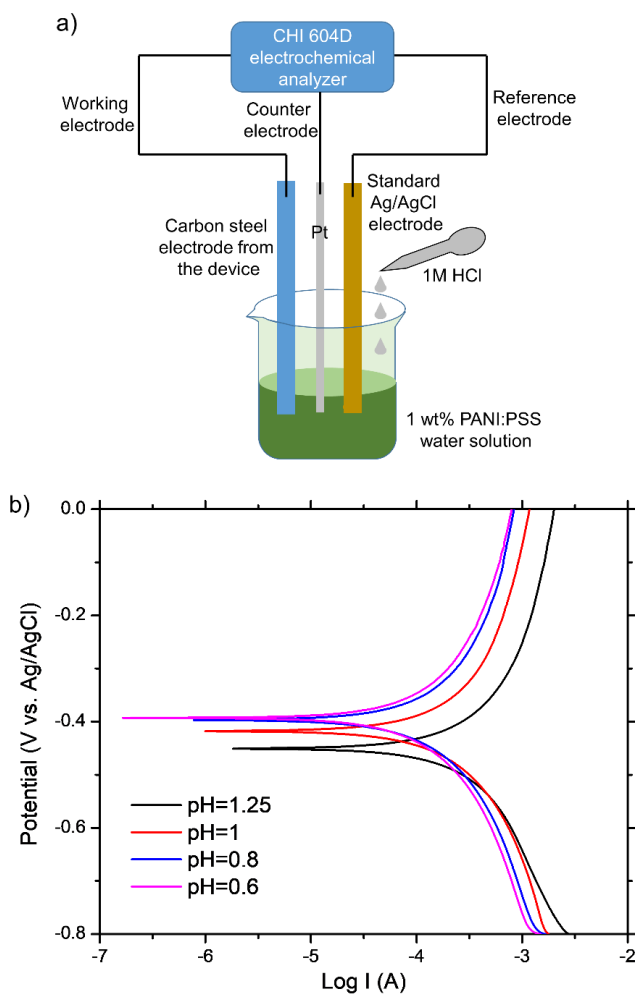 a)
CHI 604D
electrochemical
analyzer
Working
electrode
Counter
electrode
Reference
electrode
Carbon steel
electrode from
the device
Pt
Standard
Ag/AgCl
electrode
1M HCl
1 wt% PANI:PSS
water solution
b)
0.0
-0.2
-0.4
-0.6
-0.8
Potential (V vs. Ag/AgCl)
pH=1.25
pH=1
pH=0.8
pH=0.6
-7
-6
-5
-4
-3
-2
Log I (A)